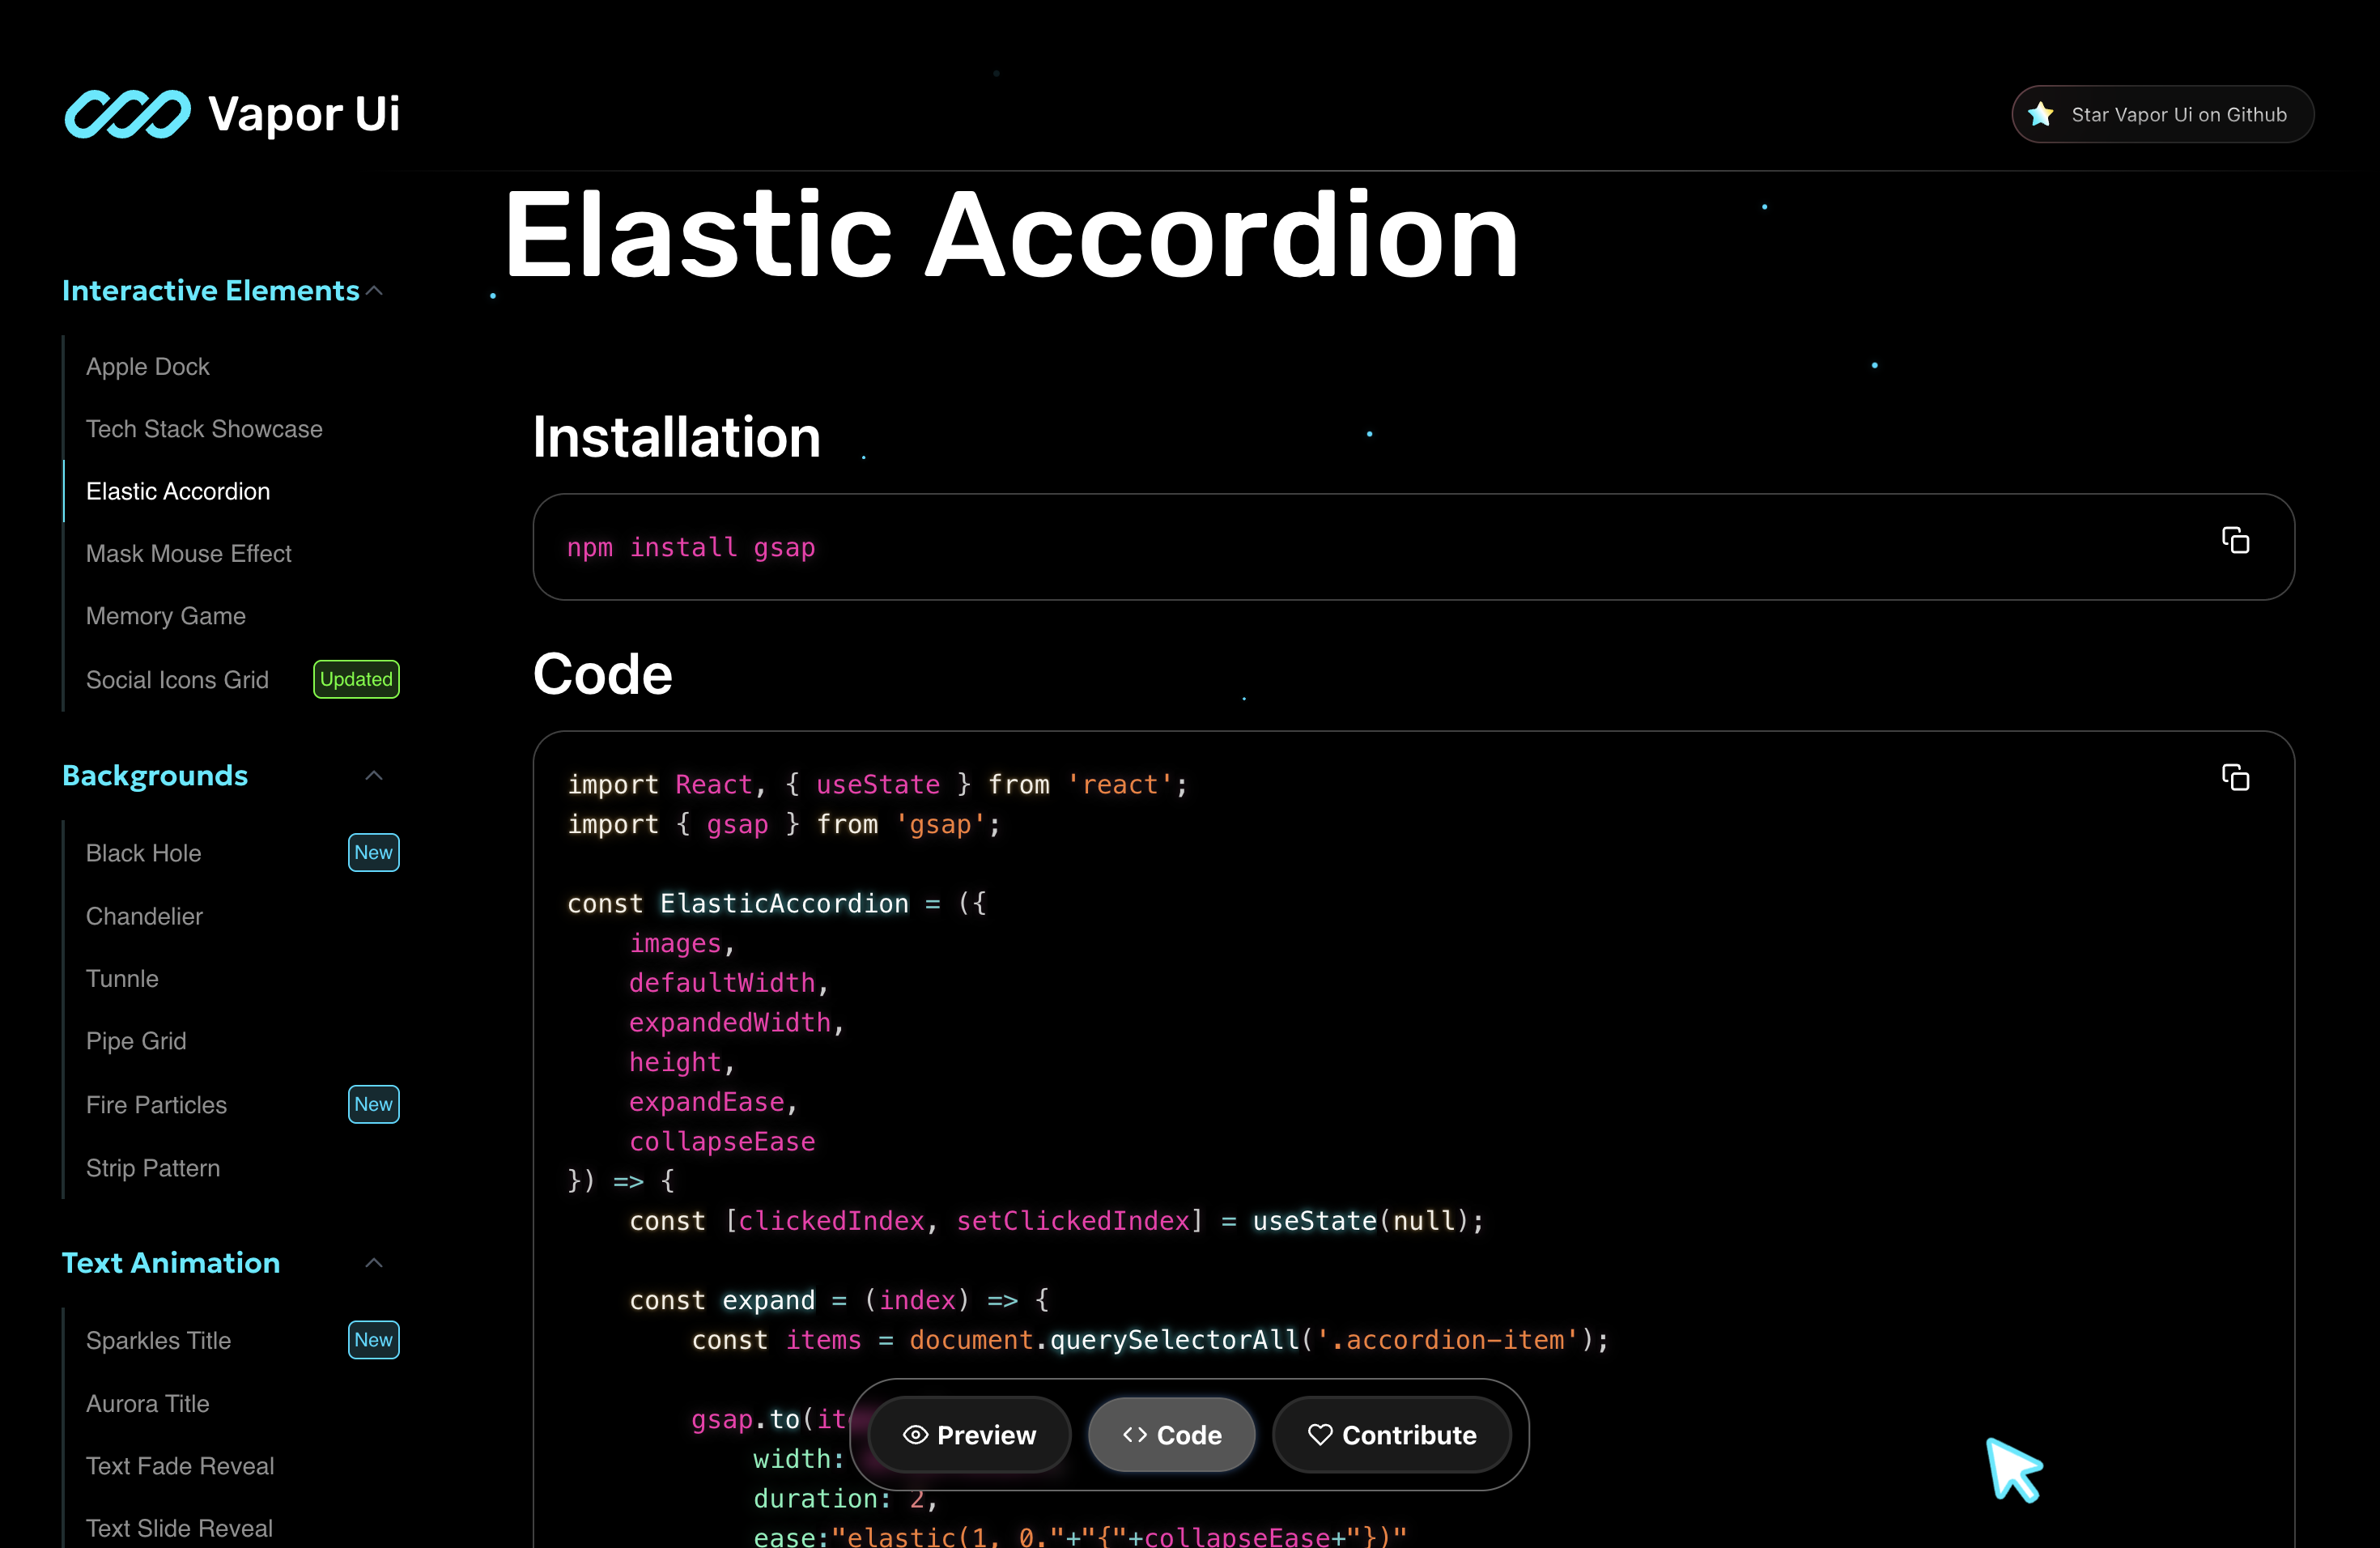 Vapor Ui
Star Vapor Ui on Github
Interactive Elements
Apple Dock
Tech Stack Showcase
Elastic Accordion
Mask Mouse Effect
Memory Game
Social Icons Grid
Updated
Backgrounds
Black Hole
New
Chandelier
Tunnle
Pipe Grid
Fire Particles
New
Strip Pattern
Text Animation
Sparkles Title
New
Aurora Title
Text Fade Reveal
Text Slide Reveal
Elastic Accordion
Installation
npm install gsap
Code
import React, { useState } from 'react';
import { gsap } from 'gsap';
const ElasticAccordion = ({
images,
defaultWidth,
expandedWidth,
height,
expandEase,
collapseEase
}) => {
const [clickedIndex, setClickedIndex] = useState(null);
const expand = (index) => {
const items = document.querySelectorAll('.accordion-item');
gsap.to(
width:
duration: 2,
ease:"elastic(1, 0."+"{"+collapseEase+"})"
Preview
<> Code
Contribute